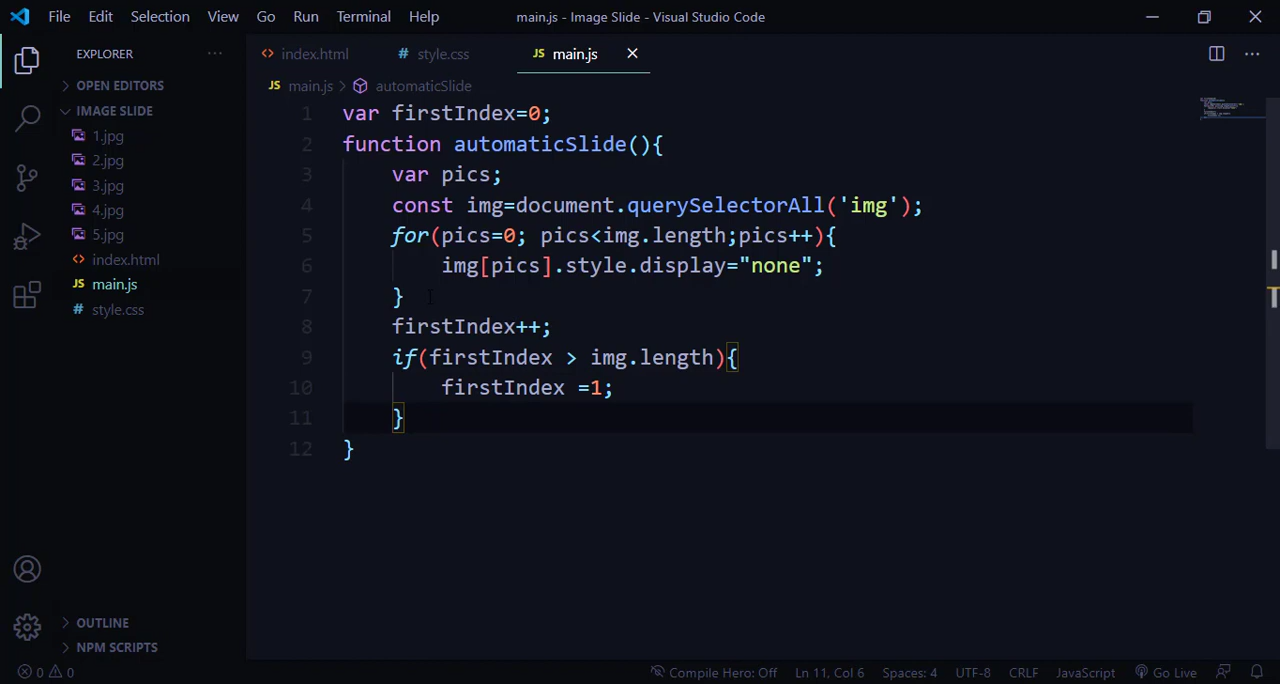 File Edit Selection View Go Run Terminal Help main.js - Image Slide - Visual Studio Code
EXPLORER ···
OPEN EDITORS
IMAGE SLIDE
1.jpg
2.jpg
3.jpg
4.jpg
5.jpg
<> index.html
JS main.js
# style.css
OUTLINE
NPM SCRIPTS
<> index.html # style.css JS main.js
JS main.js > automaticSlide
1 var firstIndex=0;
2 function automaticSlide(){
3 var pics;
4 const img=document.querySelectorAll('img');
5 for(pics=0; pics<img.length;pics++){
6 img[pics].style.display="none";
7 }
8 firstIndex++;
9 if(firstIndex > img.length){
10 firstIndex =1;
11 }
12 }
0 0 Compile Hero: Off Ln 11, Col 6 Spaces: 4 UTF-8 CRLF JavaScript Go Live